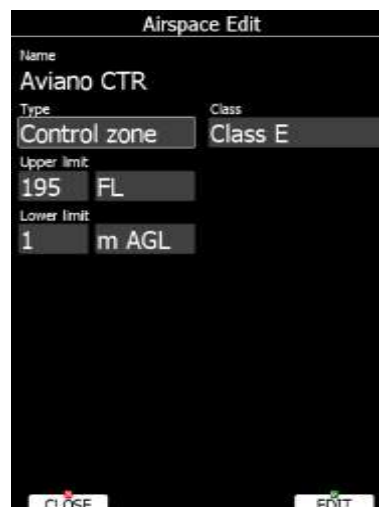 Airspace Edit
Name
Aviano CTR
Type Class
Control zone Class E
Upper limit
195 FL
Lower limit
1 m AGL
CLOSE EDIT